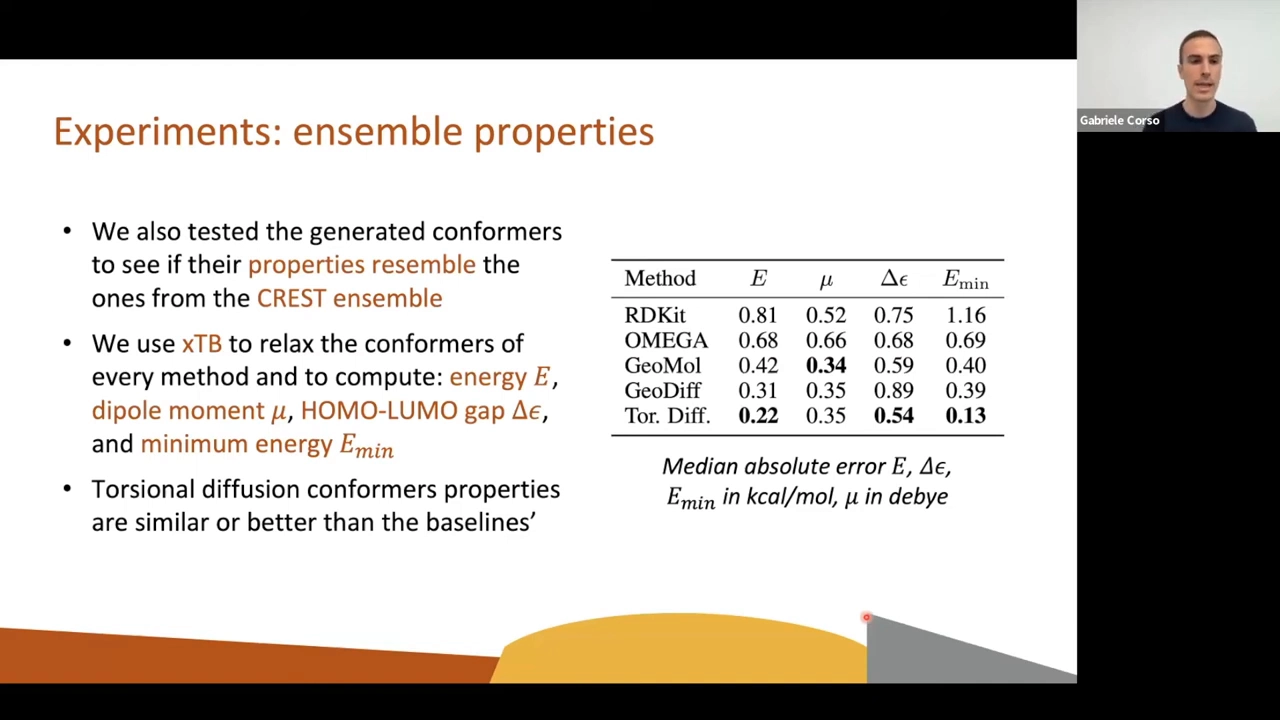 Experiments: ensemble properties
• We also tested the generated conformers
to see if their properties resemble the
ones from the CREST ensemble
• We use xTB to relax the conformers of
every method and to compute: energy E,
dipole moment μ, HOMO-LUMO gap Δϵ,
and minimum energy E_min
• Torsional diffusion conformers properties
are similar or better than the baselines’
Method E μ Δϵ E_min
RDKit 0.81 0.52 0.75 1.16
OMEGA 0.68 0.66 0.68 0.69
GeoMol 0.42 0.34 0.59 0.40
GeoDiff 0.31 0.35 0.89 0.39
Tor. Diff. 0.22 0.35 0.54 0.13
Median absolute error E, Δϵ,
E_min in kcal/mol, μ in debye
Gabriele Corso